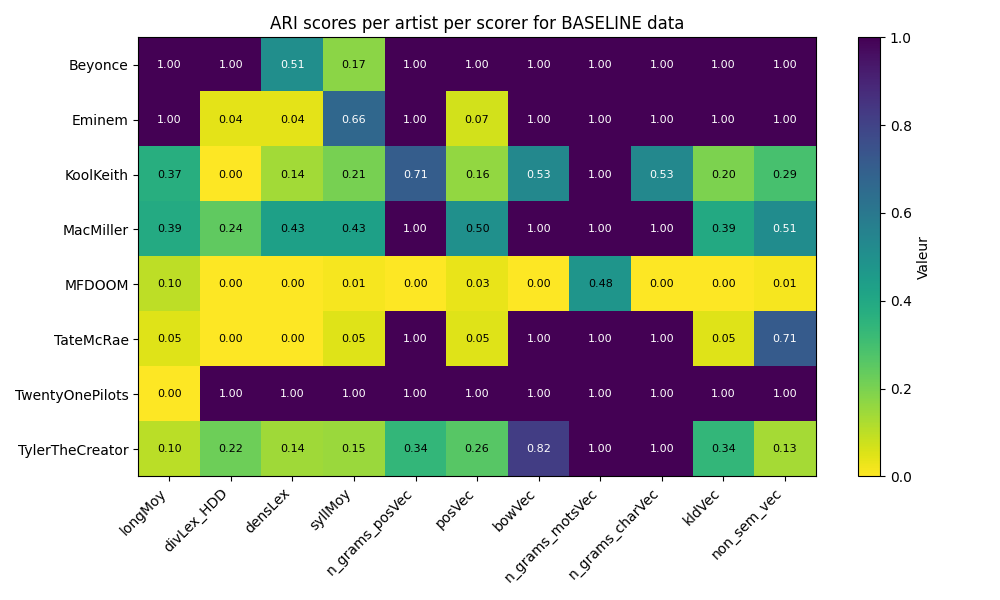 ARI scores per artist per scorer for BASELINE data
Beyonce 1.00 1.00 0.51 0.17 1.00 1.00 1.00 1.00 1.00 1.00 1.00
Eminem 1.00 0.04 0.04 0.66 1.00 0.07 1.00 1.00 1.00 1.00 1.00
KoolKeith 0.37 0.00 0.14 0.21 0.71 0.16 0.53 1.00 0.53 0.20 0.29
MacMiller 0.39 0.24 0.43 0.43 1.00 0.50 1.00 1.00 1.00 0.39 0.51
MFDOOM 0.10 0.00 0.00 0.01 0.00 0.03 0.00 0.48 0.00 0.00 0.01
TateMcRae 0.05 0.00 0.00 0.05 1.00 0.05 1.00 1.00 1.00 0.05 0.71
TwentyOnePilots 0.00 1.00 1.00 1.00 1.00 1.00 1.00 1.00 1.00 1.00 1.00
TylerTheCreator 0.10 0.22 0.14 0.15 0.34 0.26 0.82 1.00 1.00 0.34 0.13
longMoy
divLex_HDD
densLex
syllMoy
n_grams_posVec
posVec
bowVec
n_grams_motsVec
n_grams_charVec
kldVec
non_sem_vec
1.0
0.8
0.6
0.4
0.2
0.0
Valeur